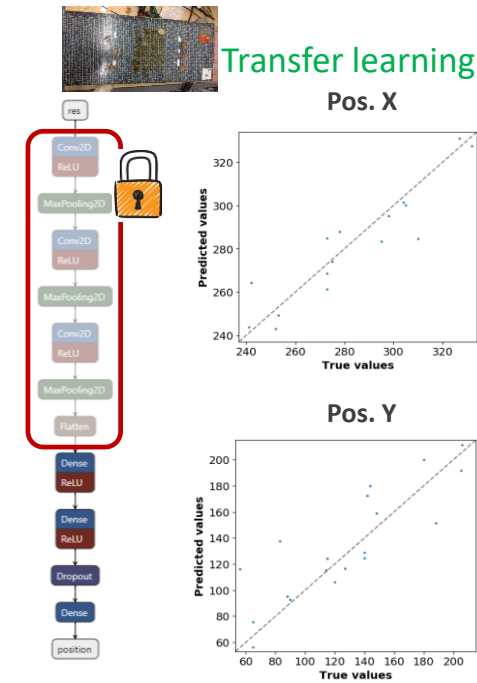 Transfer learning
res
Conv2D
ReLU
MaxPooling2D
Conv2D
ReLU
MaxPooling2D
Conv2D
ReLU
MaxPooling2D
Flatten
Dense
ReLU
Dense
ReLU
Dropout
Dense
position
Pos. X
Predicted values
320
300
280
260
240
240 260 280 300 320
True values
Pos. Y
Predicted values
200
180
160
140
120
100
80
60
60 80 100 120 140 160 180 200
True values